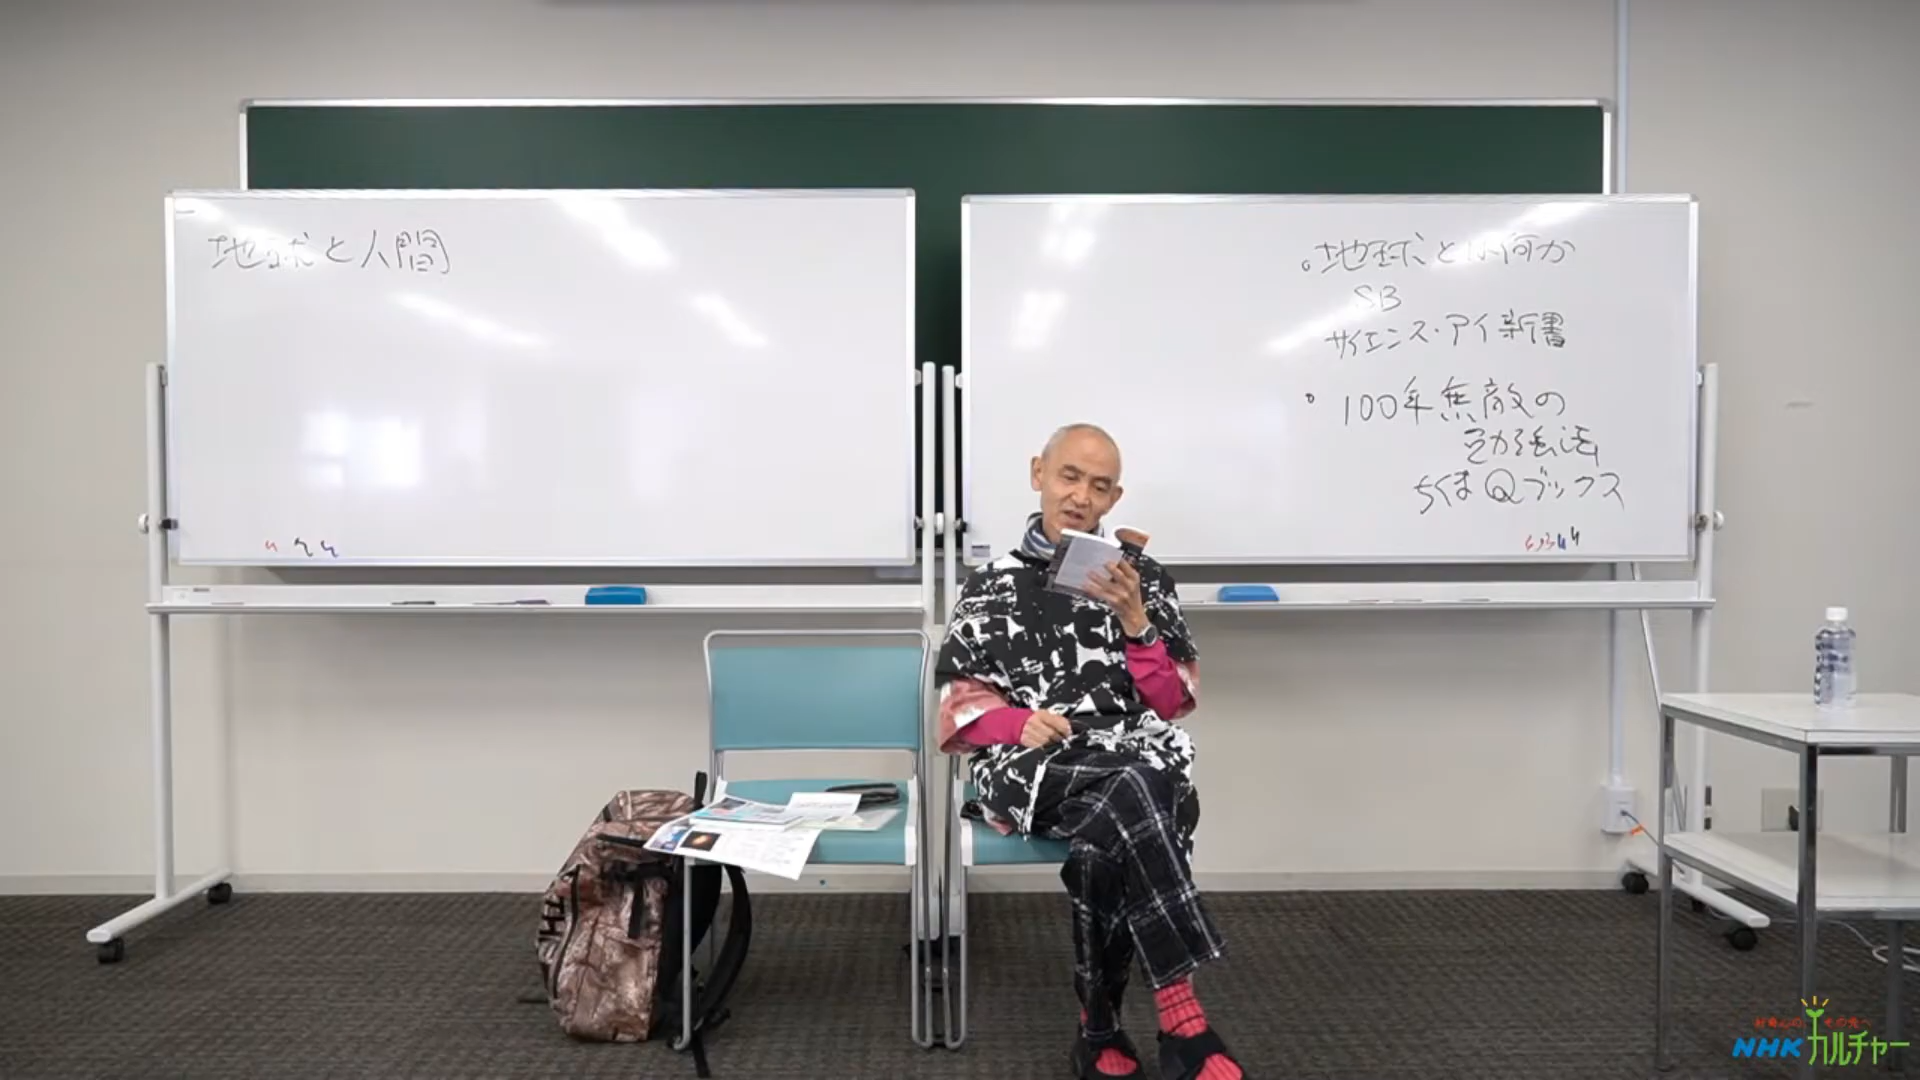 地球と人間
地球とは何か
SB
サイエンス・アイ新書
100年無敵の
勉強法
ちくまQブックス
NHKカルチャー